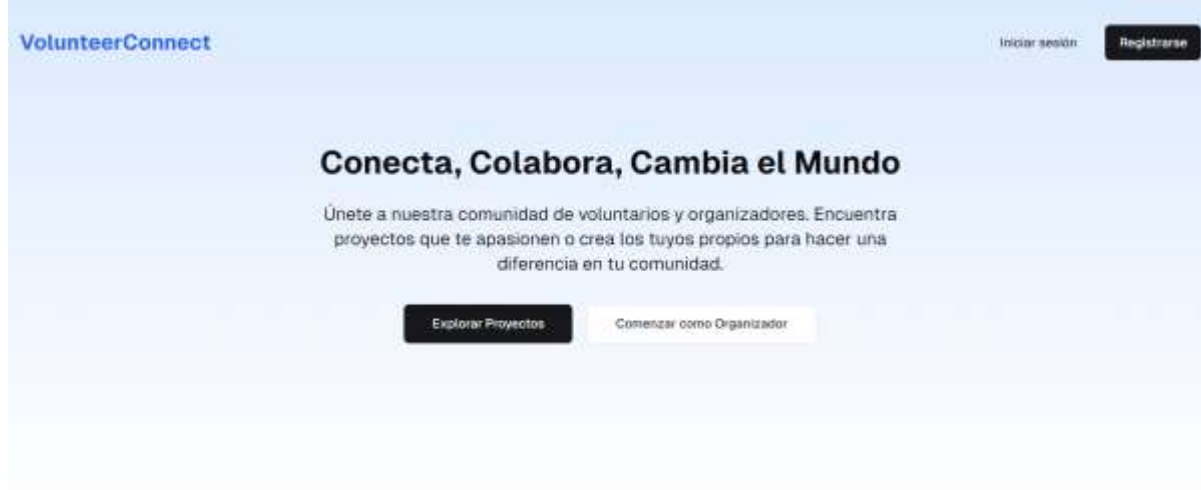 VolunteerConnect
Iniciar sesión
Registrarse
Conecta, Colabora, Cambia el Mundo
Únete a nuestra comunidad de voluntarios y organizadores. Encuentra
proyectos que te apasionen o crea los tuyos propios para hacer una
diferencia en tu comunidad.
Explorar Proyectos
Comenzar como Organizador